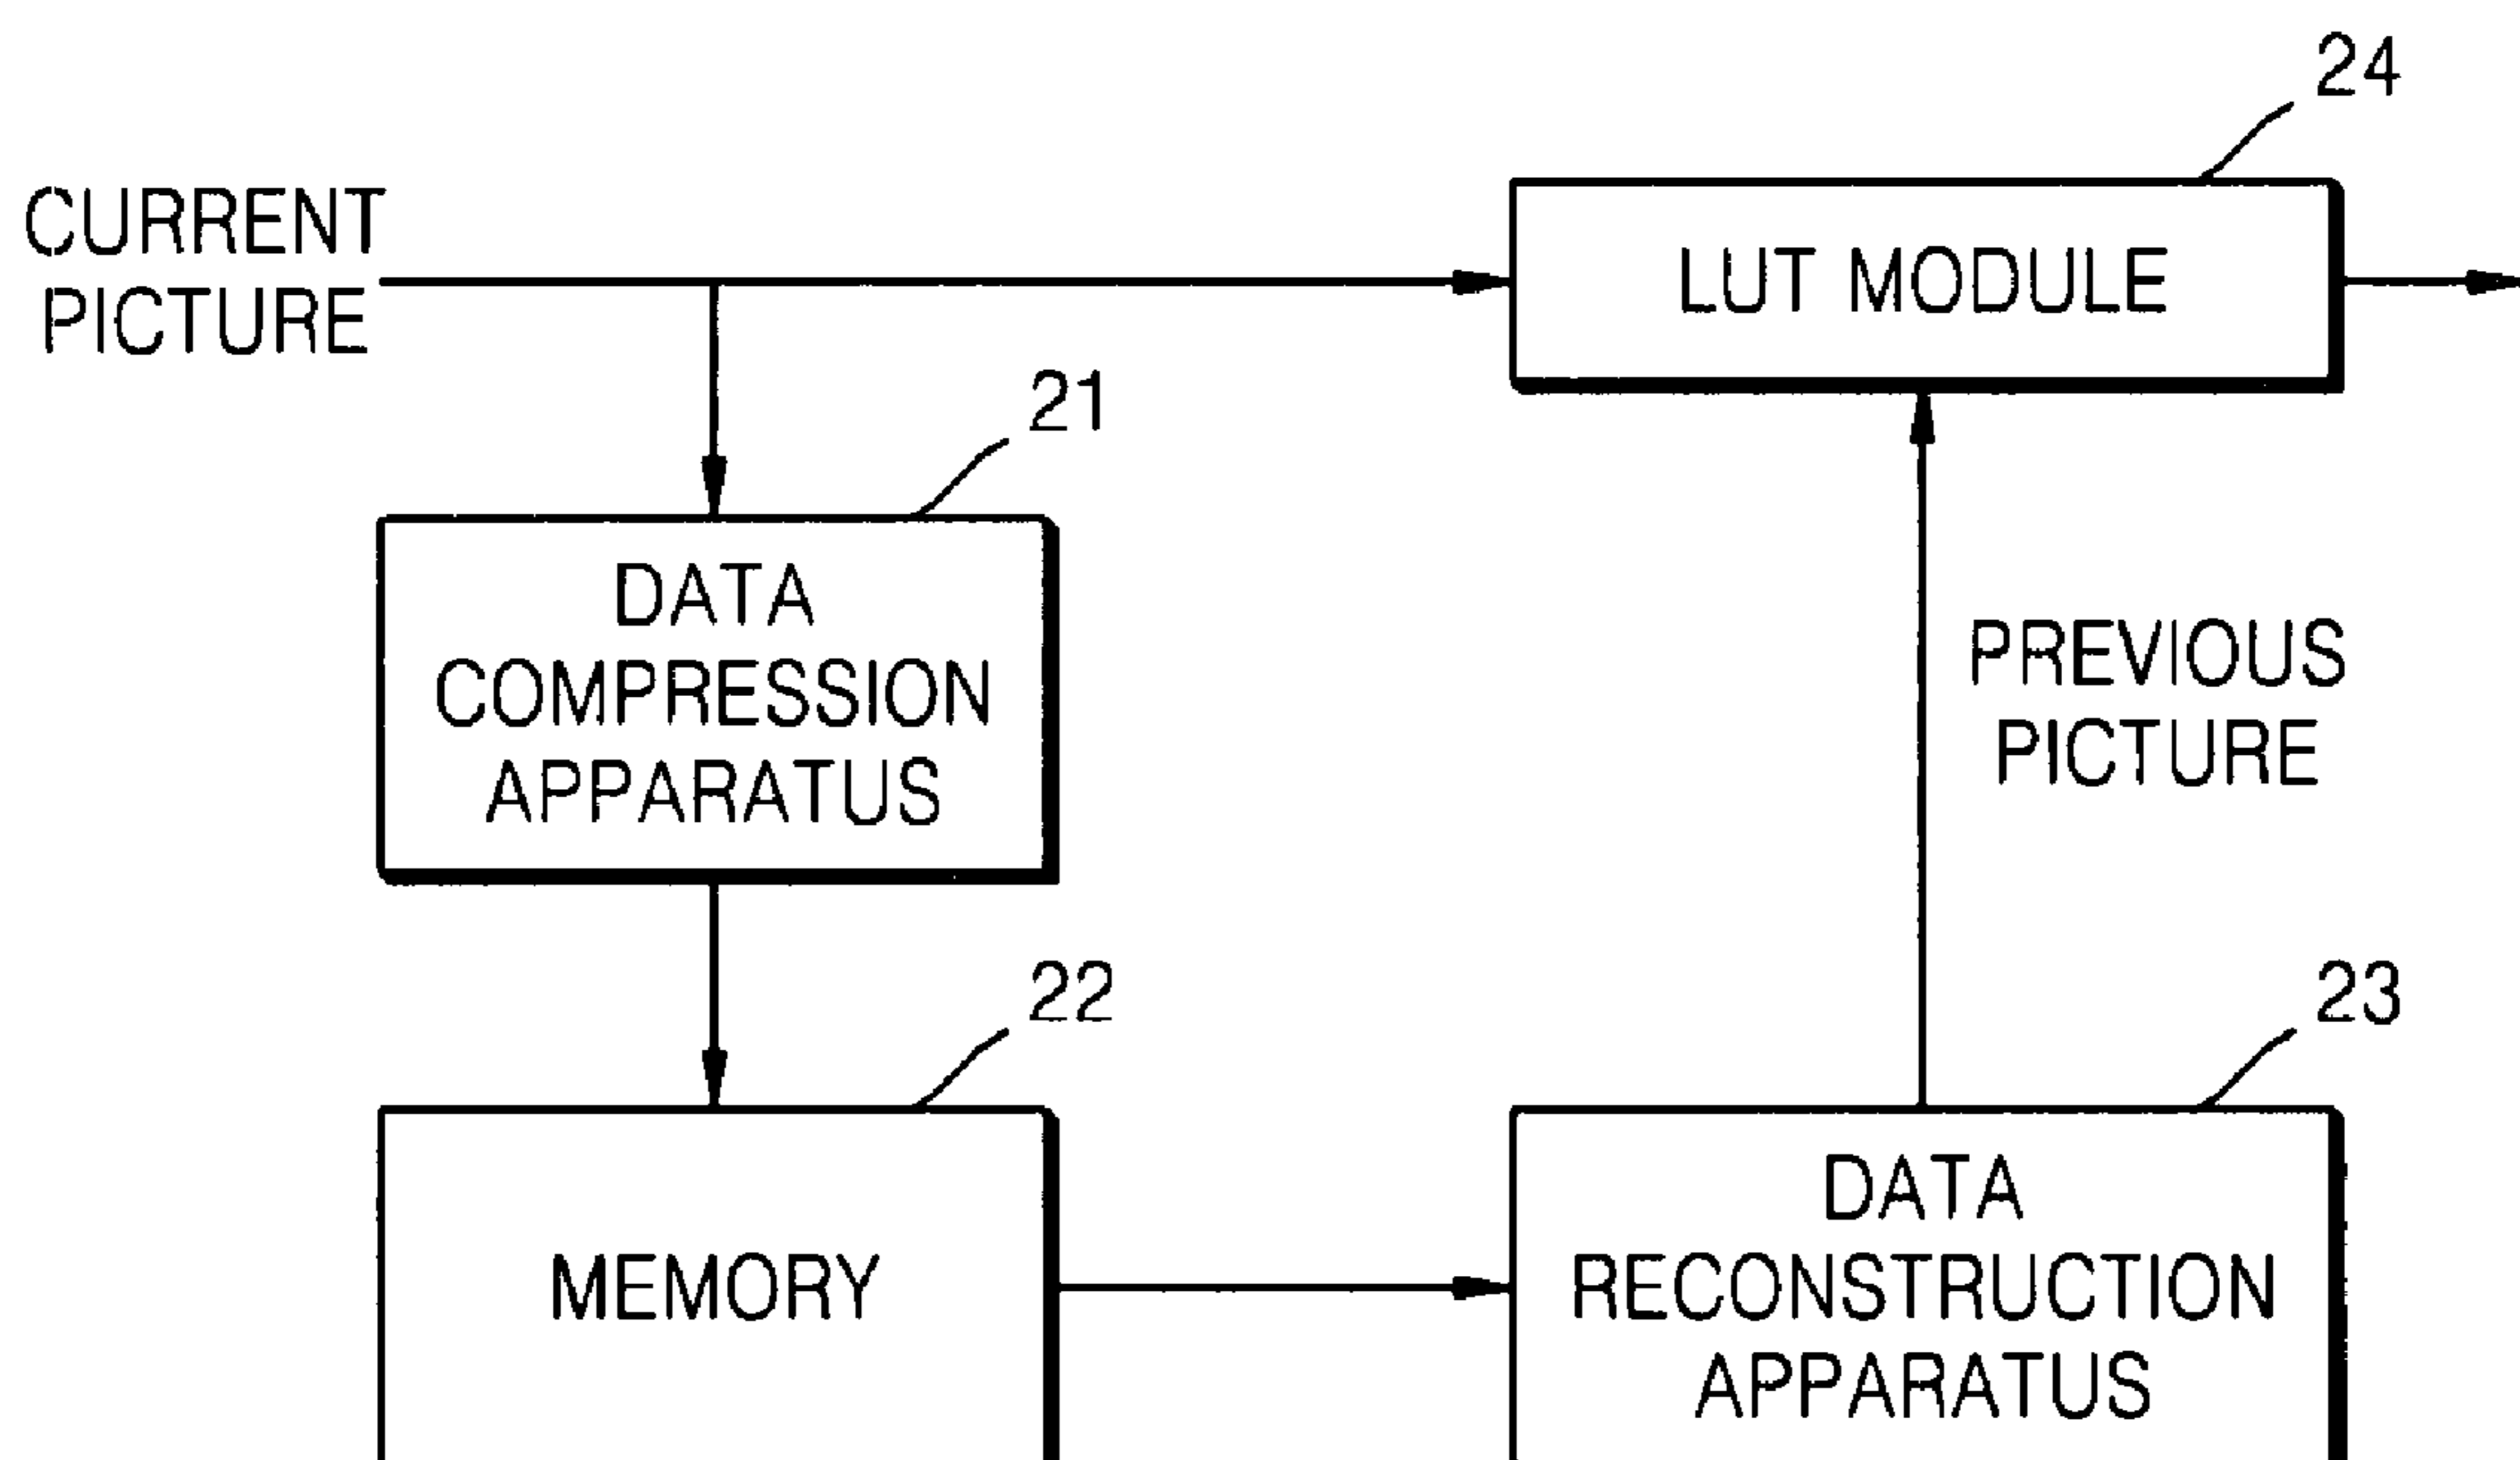 24
CURRENT
PICTURE
LUT MODULE
21
DATA
COMPRESSION
APPARATUS
PREVIOUS
PICTURE
22
23
MEMORY
DATA
RECONSTRUCTION
APPARATUS